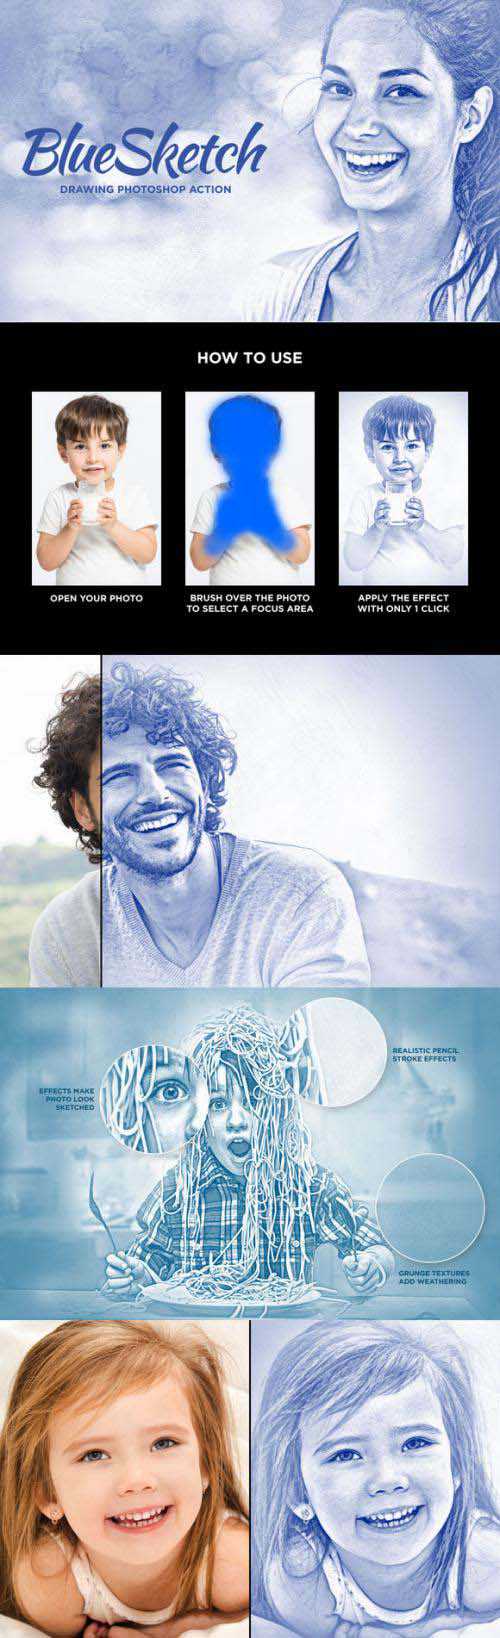 BlueSketch
DRAWING PHOTOSHOP ACTION
HOW TO USE
OPEN YOUR PHOTO
BRUSH OVER THE PHOTO
TO SELECT A FOCUS AREA
APPLY THE EFFECT
WITH ONLY 1 CLICK
REALISTIC PENCIL
STROKE EFFECTS
EFFECTS MAKE
PHOTO LOOK
SKETCHED
GRUNGE TEXTURES
ADD WEATHERING